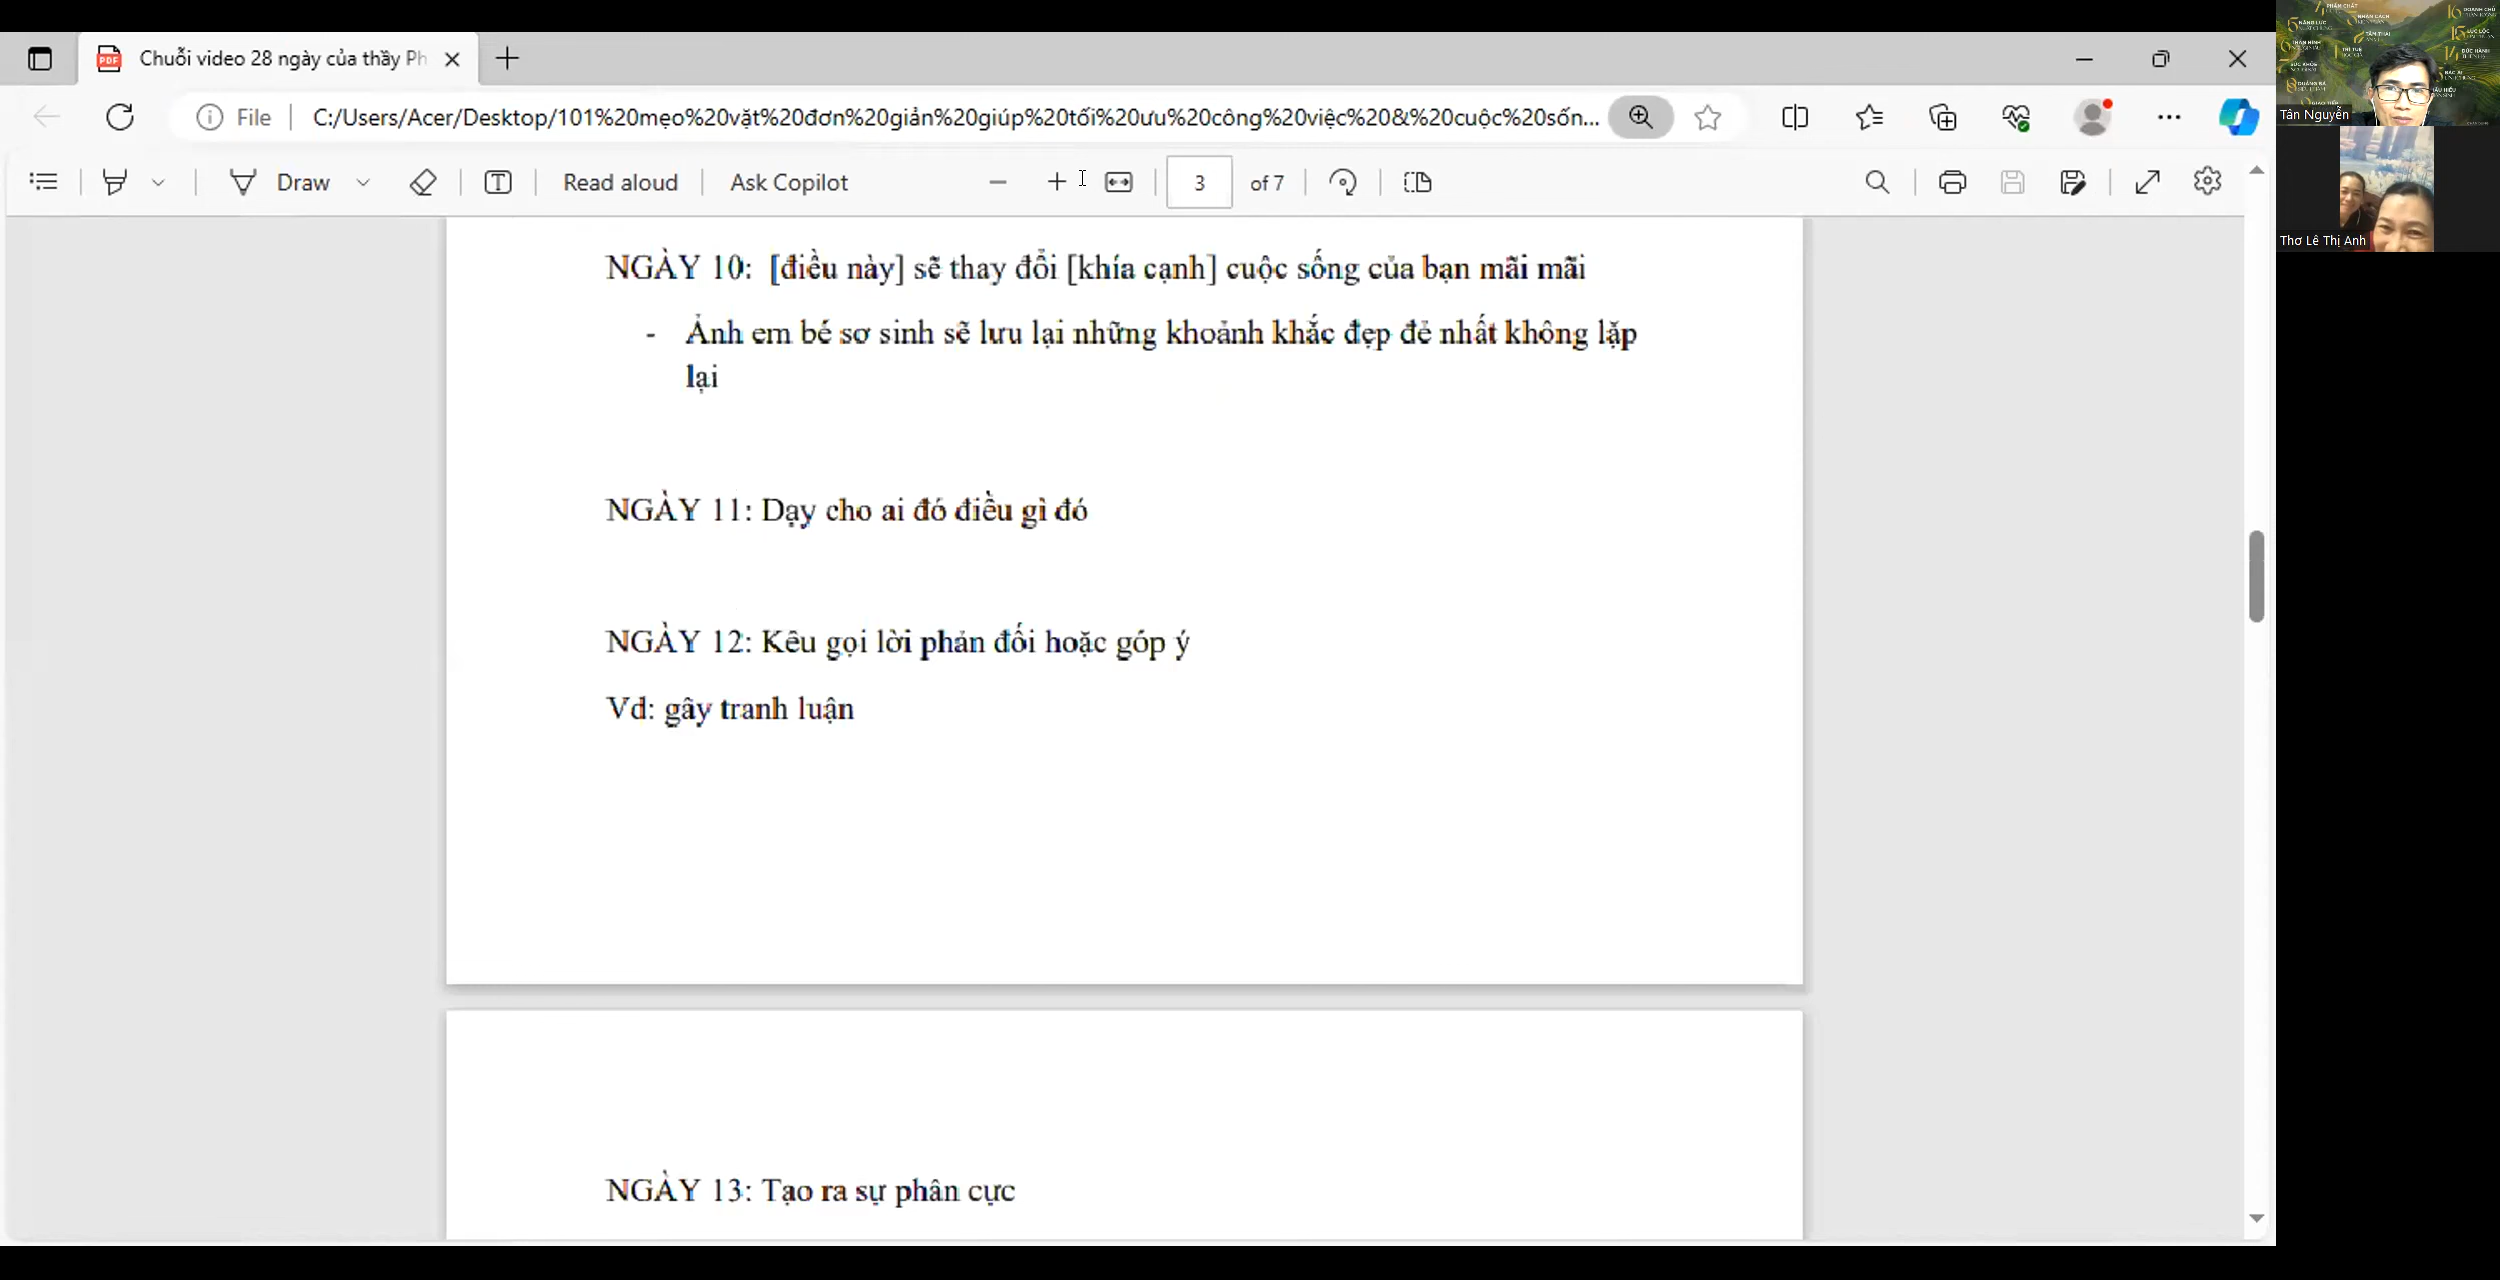 Chuỗi video 28 ngày của thầy Ph
File
C:/Users/Acer/Desktop/101%20mẹo%20vặt%20đơn%20giản%20giúp%20tối%20ưu%20công%20việc%20&%20cuộc%20sốn...
Draw
Read aloud
Ask Copilot
3 of 7
NGÀY 10: [điều này] sẽ thay đổi [khía cạnh] cuộc sống của bạn mãi mãi
- Ảnh em bé sơ sinh sẽ lưu lại những khoảnh khắc đẹp đẽ nhất không lặp
lại
NGÀY 11: Dạy cho ai đó điều gì đó
NGÀY 12: Kêu gọi lời phản đối hoặc góp ý
Vd: gây tranh luận
NGÀY 13: Tạo ra sự phân cực
Tân Nguyễn
Thơ Lê Thị Anh